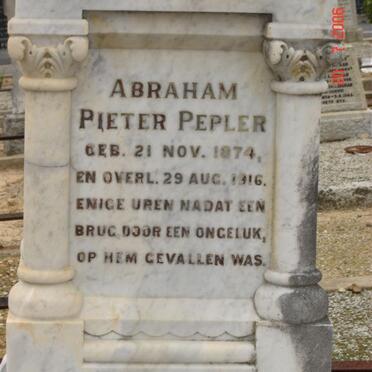 ABRAHAM
PIETER PEPLER
GEB. 21 NOV. 1874,
EN OVERL. 29 AUG. 1916,
ENIGE UREN NADAT EEN
BRUG DOOR EEN ONGELUK,
OP HEM GEVALLEN WAS.